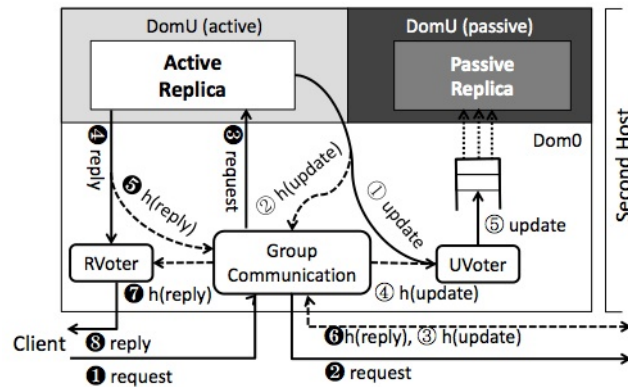 DomU (active)
DomU (passive)
Active
Replica
Passive
Replica
Dom0
Second Host
❹ reply
❸ request
❺ h(reply)
② h(update)
① update
⑤ update
RVoter
Group
Communication
UVoter
❼ h(reply)
④ h(update)
Client
❽ reply
❻ h(reply), ③ h(update)
❶ request
❷ request